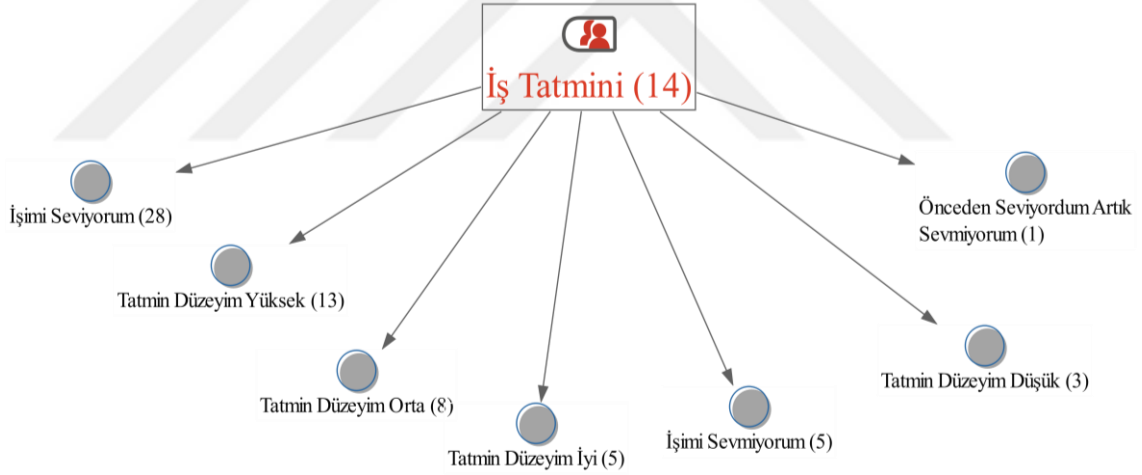 İş Tatmini (14)
İşimi Seviyorum (28)
Önceden Seviyordum Artık
Sevmiyorum (1)
Tatmin Düzeyim Yüksek (13)
Tatmin Düzeyim Orta (8)
Tatmin Düzeyim Düşük (3)
Tatmin Düzeyim İyi (5)
İşimi Sevmiyorum (5)